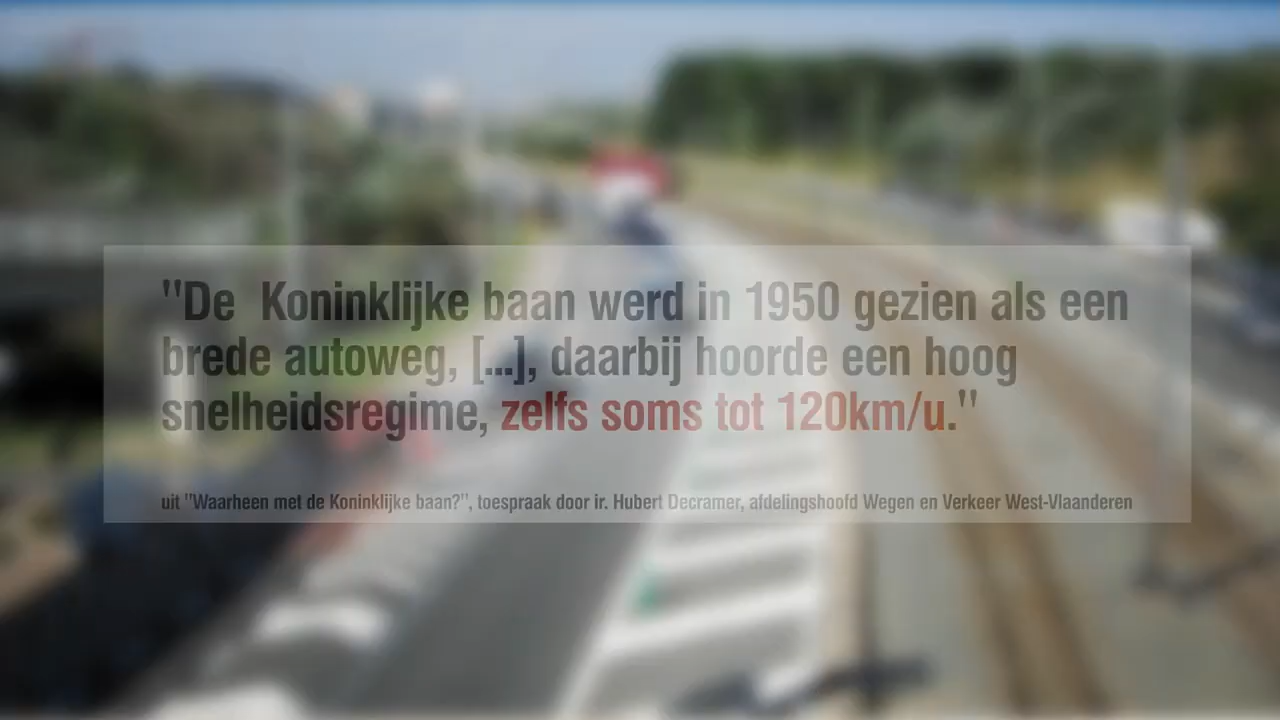 "De Koninklijke baan werd in 1950 gezien als een
brede autoweg, [...], daarbij hoorde een hoog
snelheidsregime, zelfs soms tot 120km/u."
uit "Waarheen met de Koninklijke baan?", toespraak door ir. Hubert Decramer, afdelingshoofd Wegen en Verkeer West-Vlaanderen